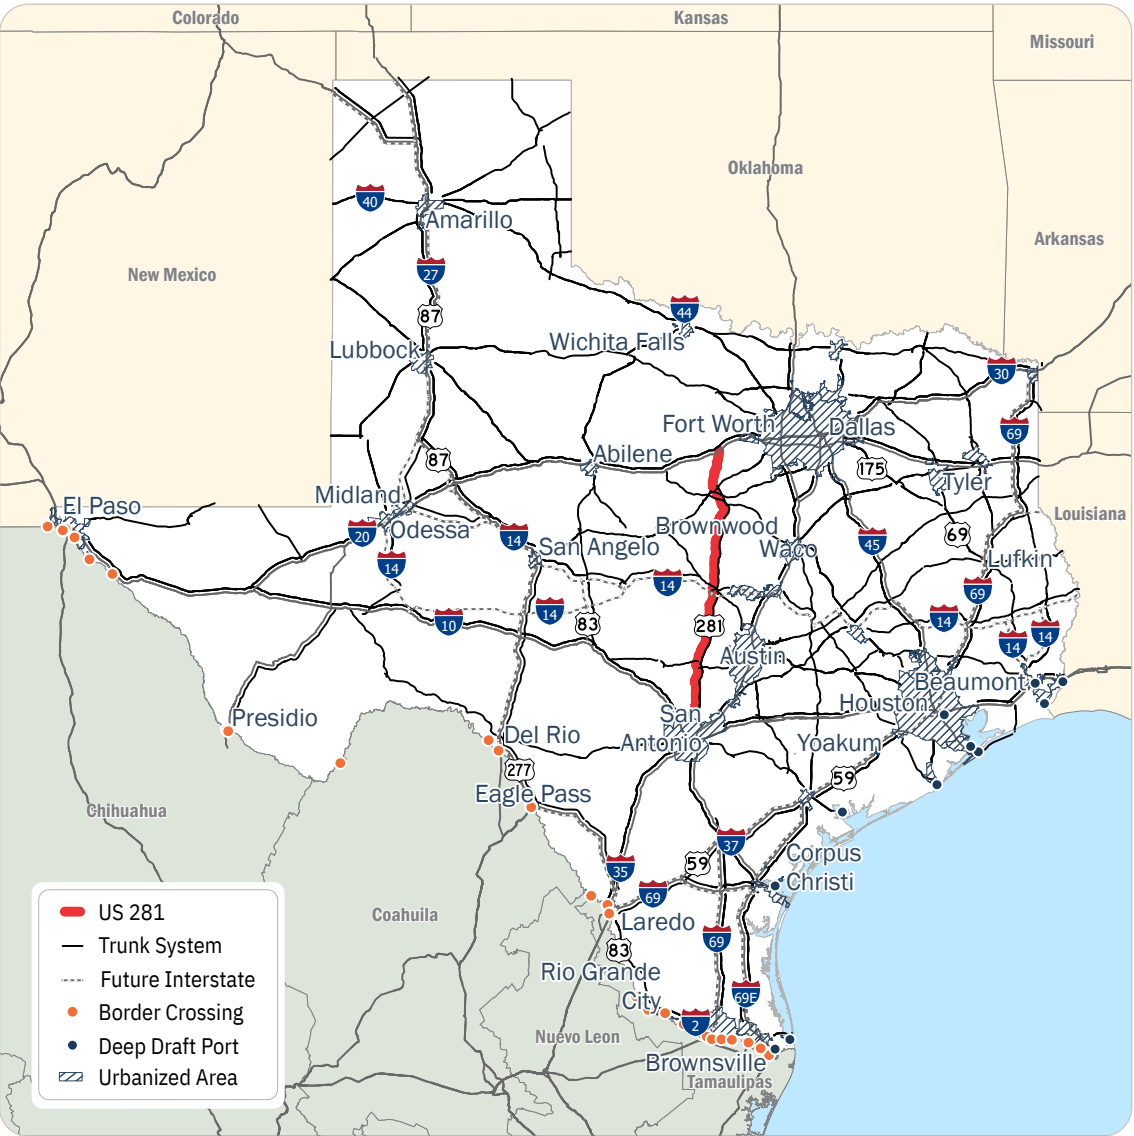 Colorado
Kansas
Missouri
Oklahoma
40
Amarillo
Arkansas
New Mexico
27
44
87
Wichita Falls
Lubbock
30
Fort Worth
Dallas
69
87
Abilene
175
Tyler
Midland
El Paso
Louisiana
20
Odessa
14
Brownwood
Waco
45
69
San Angelo
Lufkin
14
14
69
10
14
83
281
14
14
14
Austin
Beaumont
Houston
Presidio
San
Antonio
Del Rio
Yoakum
277
59
Eagle Pass
Chihuahua
37
Corpus
Christi
59
35
69
Coahuila
Laredo
69
83
Rio Grande
City
69E
2
Nuevo Leon
Brownsville
Tamaulipas
US 281
Trunk System
Future Interstate
Border Crossing
Deep Draft Port
Urbanized Area